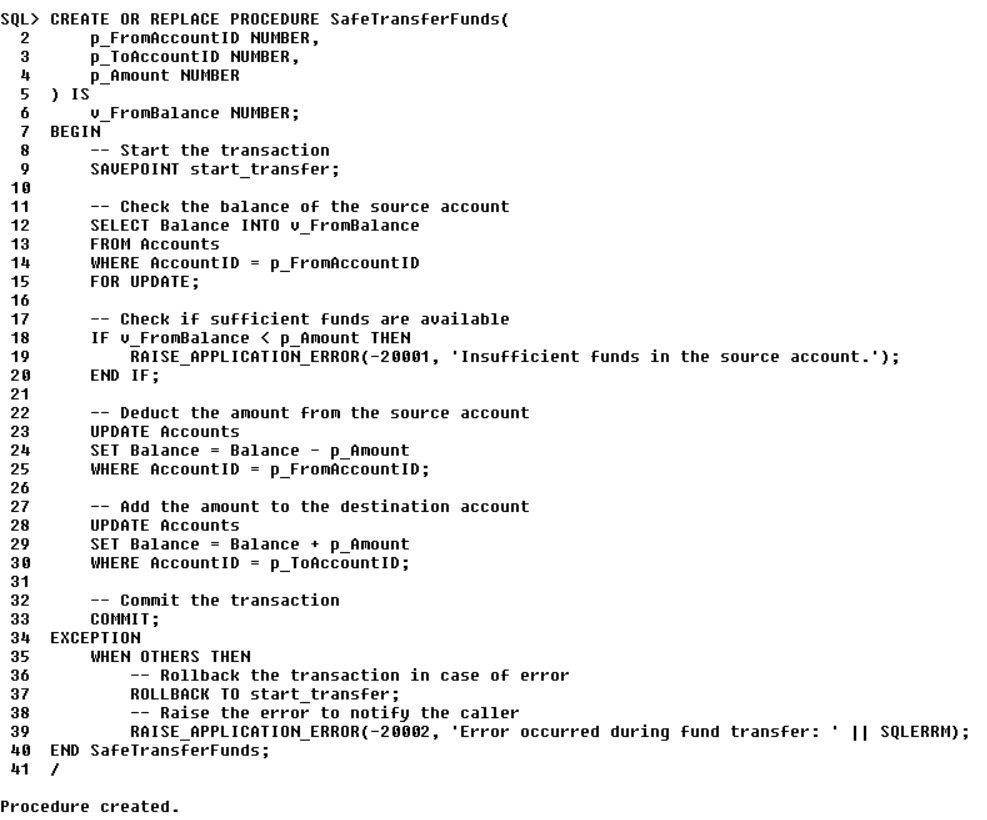 SQL> CREATE OR REPLACE PROCEDURE SafeTransferFunds(
  2      p_FromAccountID NUMBER,
  3      p_ToAccountID NUMBER,
  4      p_Amount NUMBER
  5  ) IS
  6      v_FromBalance NUMBER;
  7  BEGIN
  8      -- Start the transaction
  9      SAVEPOINT start_transfer;
 10
 11      -- Check the balance of the source account
 12      SELECT Balance INTO v_FromBalance
 13      FROM Accounts
 14      WHERE AccountID = p_FromAccountID
 15      FOR UPDATE;
 16
 17      -- Check if sufficient funds are available
 18      IF v_FromBalance < p_Amount THEN
 19          RAISE_APPLICATION_ERROR(-20001, 'Insufficient funds in the source account.');
 20      END IF;
 21
 22      -- Deduct the amount from the source account
 23      UPDATE Accounts
 24      SET Balance = Balance - p_Amount
 25      WHERE AccountID = p_FromAccountID;
 26
 27      -- Add the amount to the destination account
 28      UPDATE Accounts
 29      SET Balance = Balance + p_Amount
 30      WHERE AccountID = p_ToAccountID;
 31
 32      -- Commit the transaction
 33      COMMIT;
 34  EXCEPTION
 35      WHEN OTHERS THEN
 36          -- Rollback the transaction in case of error
 37          ROLLBACK TO start_transfer;
 38          -- Raise the error to notify the caller
 39          RAISE_APPLICATION_ERROR(-20002, 'Error occurred during fund transfer: ' || SQLERRM);
 40  END SafeTransferFunds;
 41  /
Procedure created.